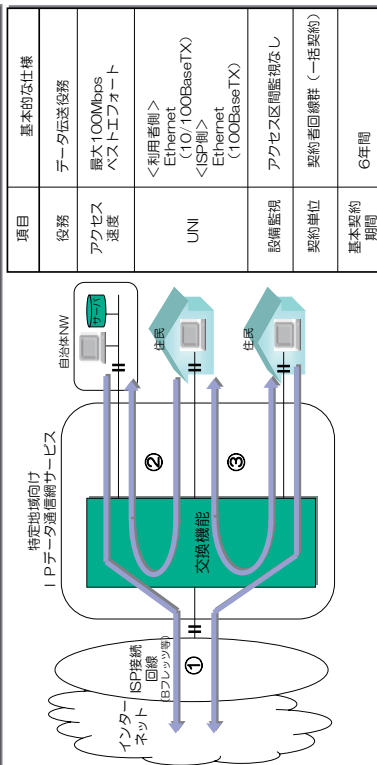 特定地域向け
IPデータ通信網サービス
インター
ネット
ISP接続
回線
(Bフレッツ等)
①
②
③
交換機能
自治体NW
サーバ
住民
住民
項目
基本的な仕様
役務
データ伝送役務
アクセス
速度
最大100Mbps
ベストエフォート
UNI
<利用者側>
Ethernet
(10/100BaseTX)
<ISP側>
Ethernet
(100BaseTX)
設備監視
アクセス区間監視なし
契約単位
契約者回線群(一括契約)
基本契約
期間
6年間